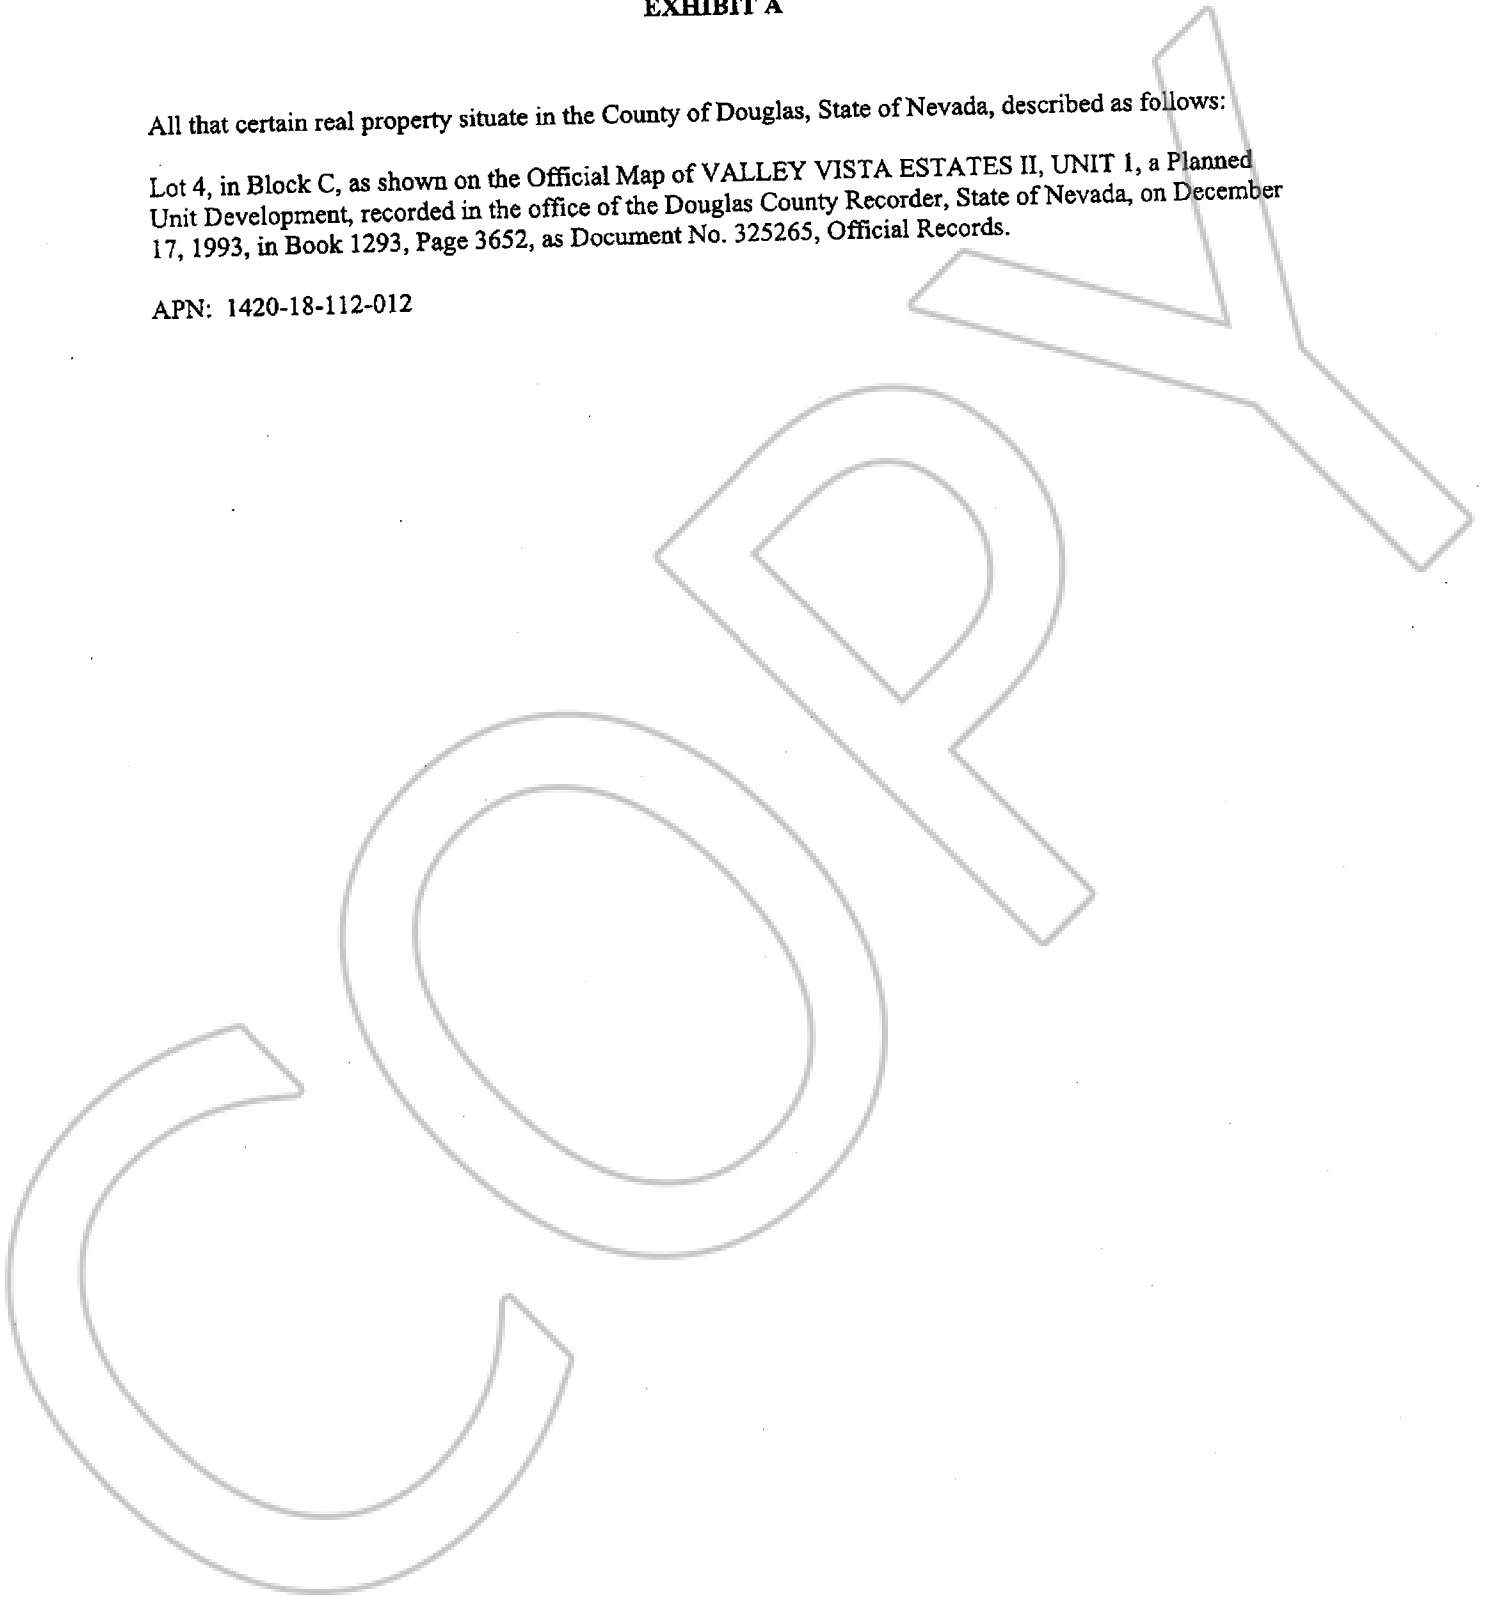 EXHIBIT A
All that certain real property situate in the County of Douglas, State of Nevada, described as follows:
Lot 4, in Block C, as shown on the Official Map of VALLEY VISTA ESTATES II, UNIT 1, a Planned
Unit Development, recorded in the office of the Douglas County Recorder, State of Nevada, on December
17, 1993, in Book 1293, Page 3652, as Document No. 325265, Official Records.
APN: 1420-18-112-012
COPY